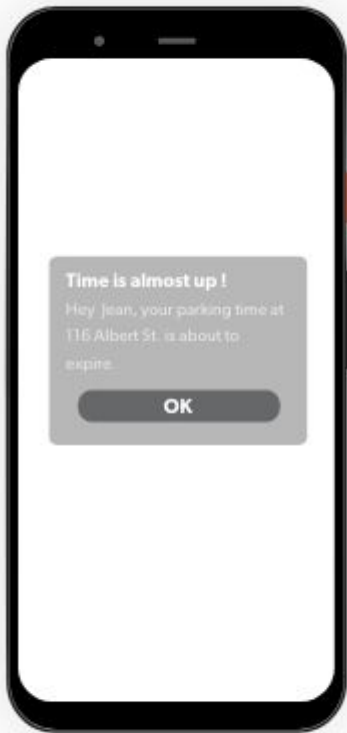 Time is almost up !
Hey Jean, your parking time at
116 Albert St. is about to
expire.
OK